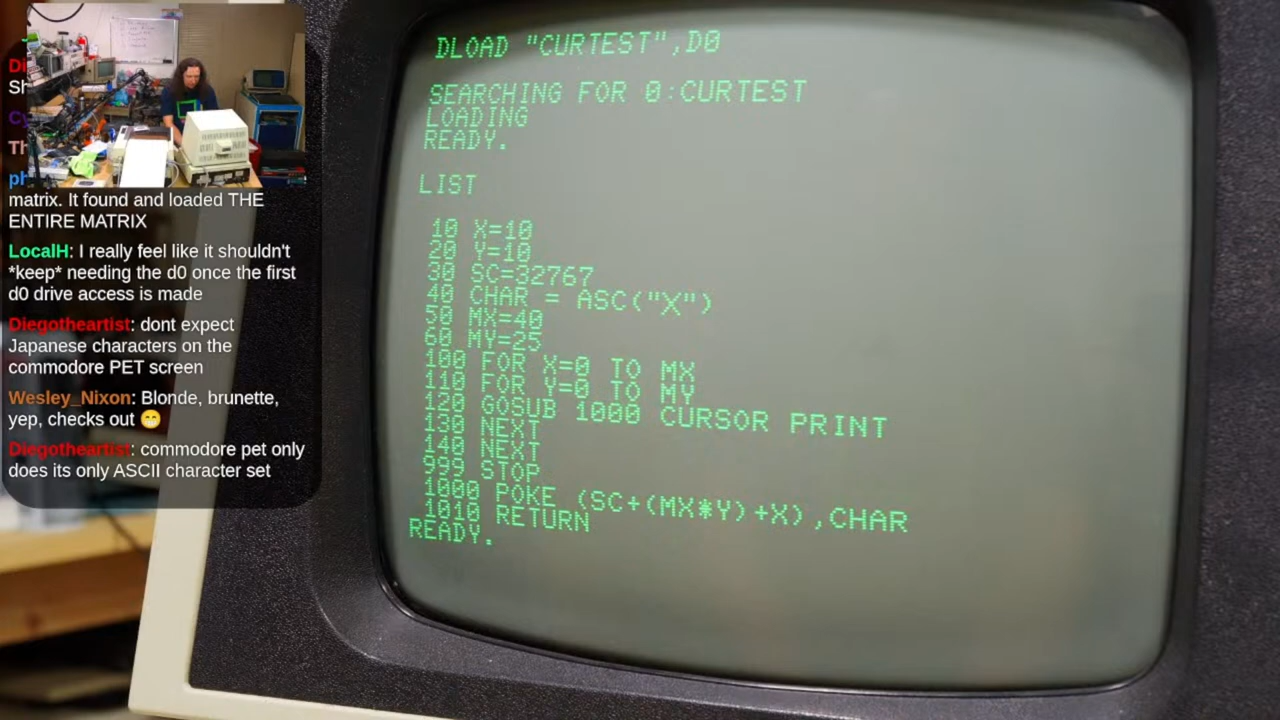 Di
Sh
Cy
Th
ph
matrix. It found and loaded THE
ENTIRE MATRIX
LocalH: I really feel like it shouldn't
*keep* needing the d0 once the first
d0 drive access is made
Diegotheartist: dont expect
Japanese characters on the
commodore PET screen
Wesley_Nixon: Blonde, brunette,
yep, checks out 😁
Diegotheartist: commodore pet only
does its only ASCII character set
DLOAD "CURTEST",D0
SEARCHING FOR 0:CURTEST
LOADING
READY.
LIST
10 X=10
20 Y=10
30 SC=32767
40 CHAR = ASC("X")
50 MX=40
60 MY=25
100 FOR X=0 TO MX
110 FOR Y=0 TO MY
120 GOSUB 1000 CURSOR PRINT
130 NEXT
140 NEXT
999 STOP
1000 POKE (SC+(MX*Y)+X),CHAR
1010 RETURN
READY.